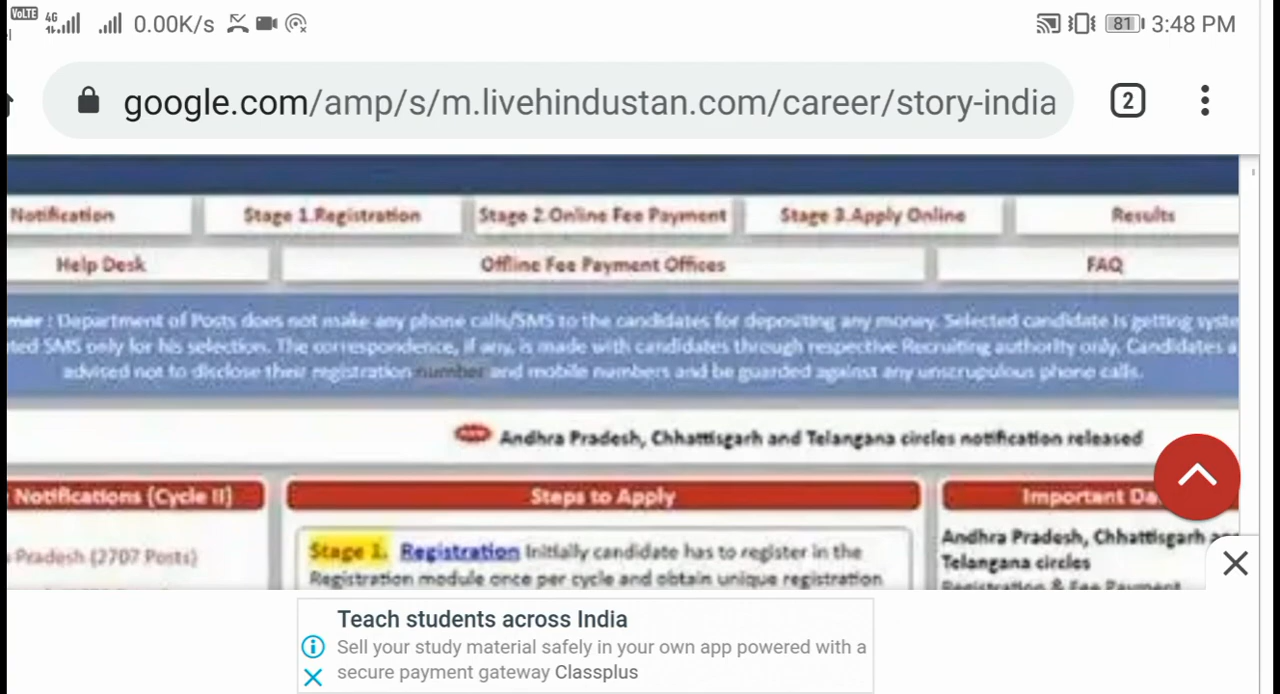 VoLTE 4G 0.00K/s 81 3:48 PM
google.com/amp/s/m.livehindustan.com/career/story-india
2
Notification Stage 1.Registration Stage 2.Online Fee Payment Stage 3.Apply Online Results
Help Desk Offline Fee Payment Offices FAQ
mer : Department of Posts does not make any phone calls/SMS to the candidates for depositing any money. Selected candidate is getting syste
ted SMS only for his selection. The correspondence, if any, is made with candidates through respective Recruiting authority only. Candidates a
advised not to disclose their registration number and mobile numbers and be guarded against any unscrupulous phone calls.
Andhra Pradesh, Chhattisgarh and Telangana circles notification released
Notifications (Cycle II) Steps to Apply Important Da
Pradesh (2707 Posts)
Stage 1. Registration Initially candidate has to register in the
Registration module once per cycle and obtain unique registration
Andhra Pradesh, Chhattisgarh
Telangana circles
Registration & Fee Payment
Teach students across India
Sell your study material safely in your own app powered with a
secure payment gateway Classplus